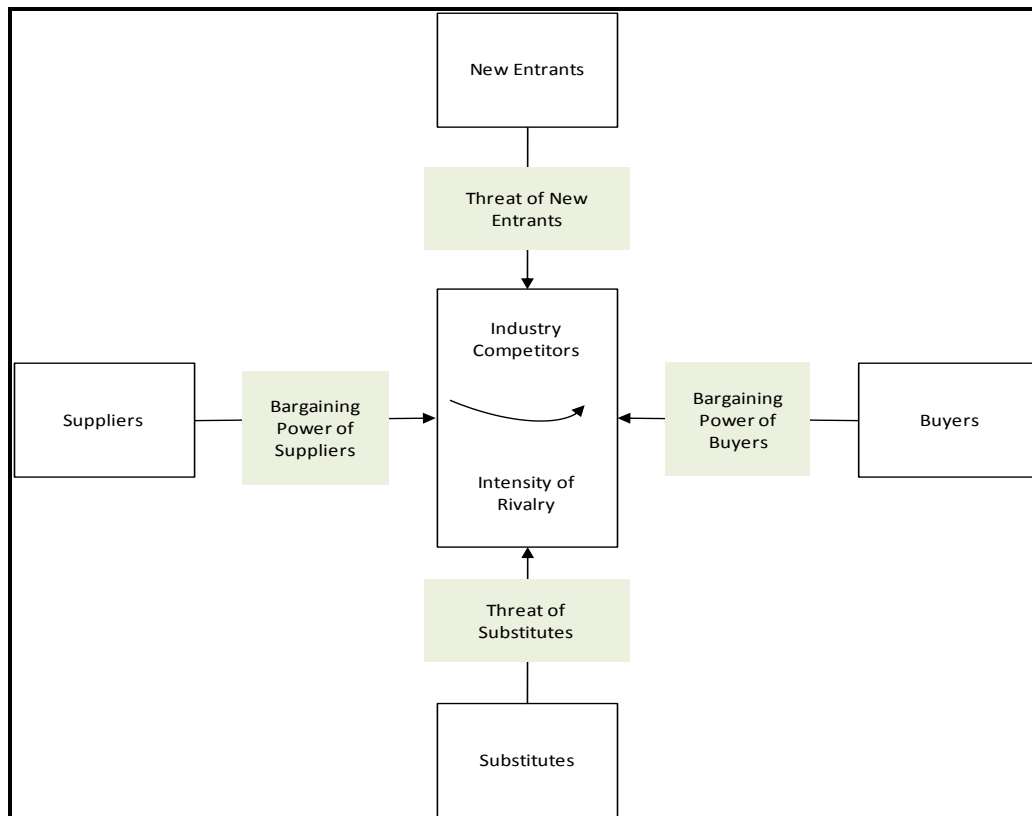 New Entrants
Threat of New
Entrants
Industry
Competitors
Suppliers
Bargaining
Power of
Suppliers
Bargaining
Power of
Buyers
Buyers
Intensity of
Rivalry
Threat of
Substitutes
Substitutes